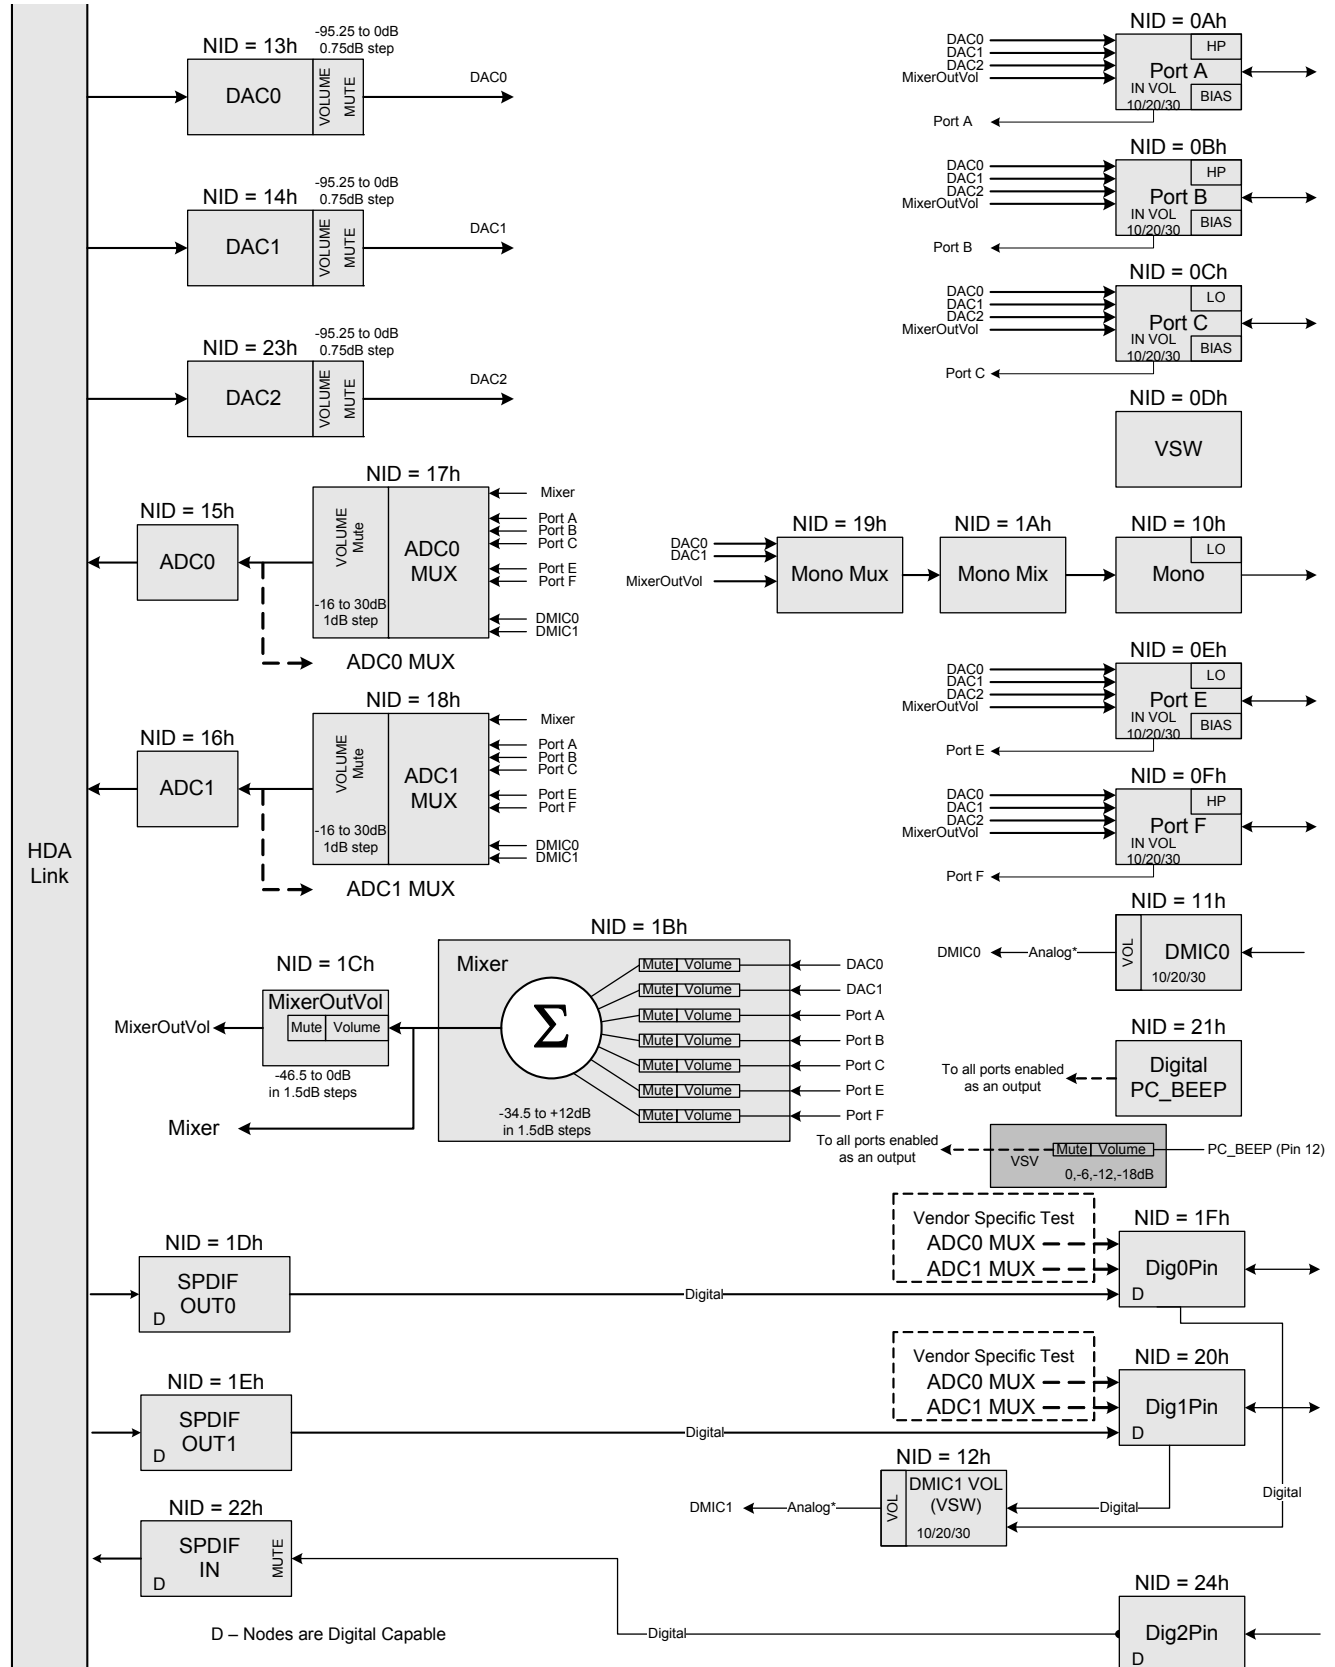 HDA
Link
NID = 13h
-95.25 to 0dB
0.75dB step
DAC0
VOLUME
MUTE
DAC0
NID = 14h
-95.25 to 0dB
0.75dB step
DAC1
VOLUME
MUTE
DAC1
NID = 23h
-95.25 to 0dB
0.75dB step
DAC2
VOLUME
MUTE
DAC2
NID = 17h
NID = 15h
ADC0
VOLUME
Mute
-16 to 30dB
1dB step
ADC0
MUX
Mixer
Port A
Port B
Port C
Port E
Port F
DMIC0
DMIC1
ADC0 MUX
NID = 18h
NID = 16h
ADC1
VOLUME
Mute
-16 to 30dB
1dB step
ADC1
MUX
Mixer
Port A
Port B
Port C
Port E
Port F
DMIC0
DMIC1
ADC1 MUX
NID = 0Ah
DAC0
DAC1
DAC2
MixerOutVol
HP
Port A
IN VOL
10/20/30
BIAS
Port A
NID = 0Bh
DAC0
DAC1
DAC2
MixerOutVol
HP
Port B
IN VOL
10/20/30
BIAS
Port B
NID = 0Ch
DAC0
DAC1
DAC2
MixerOutVol
LO
Port C
IN VOL
10/20/30
BIAS
Port C
NID = 0Dh
VSW
NID = 19h
DAC0
DAC1
MixerOutVol
Mono Mux
NID = 1Ah
Mono Mix
NID = 10h
LO
Mono
NID = 0Eh
DAC0
DAC1
DAC2
MixerOutVol
LO
Port E
IN VOL
10/20/30
BIAS
Port E
NID = 0Fh
DAC0
DAC1
DAC2
MixerOutVol
HP
Port F
IN VOL
10/20/30
Port F
NID = 11h
DMIC0
Analog*
VOL
DMIC0
10/20/30
NID = 1Bh
Mixer
Σ
Mute Volume
DAC0
Mute Volume
DAC1
Mute Volume
Port A
Mute Volume
Port B
Mute Volume
Port C
Mute Volume
Port E
Mute Volume
Port F
-34.5 to +12dB
in 1.5dB steps
NID = 1Ch
MixerOutVol
Mute Volume
MixerOutVol
-46.5 to 0dB
in 1.5dB steps
Mixer
NID = 21h
Digital
PC_BEEP
To all ports enabled
as an output
To all ports enabled
as an output
VSV
Mute Volume
0,-6,-12,-18dB
PC_BEEP (Pin 12)
NID = 1Dh
SPDIF
OUT0
D
Digital
Vendor Specific Test
ADC0 MUX
ADC1 MUX
NID = 1Fh
Dig0Pin
D
NID = 1Eh
SPDIF
OUT1
D
Digital
Vendor Specific Test
ADC0 MUX
ADC1 MUX
NID = 20h
Dig1Pin
D
NID = 12h
DMIC1
Analog*
VOL
DMIC1 VOL
(VSW)
10/20/30
Digital
Digital
NID = 22h
SPDIF
IN
D
MUTE
Digital
NID = 24h
Dig2Pin
D
D – Nodes are Digital Capable